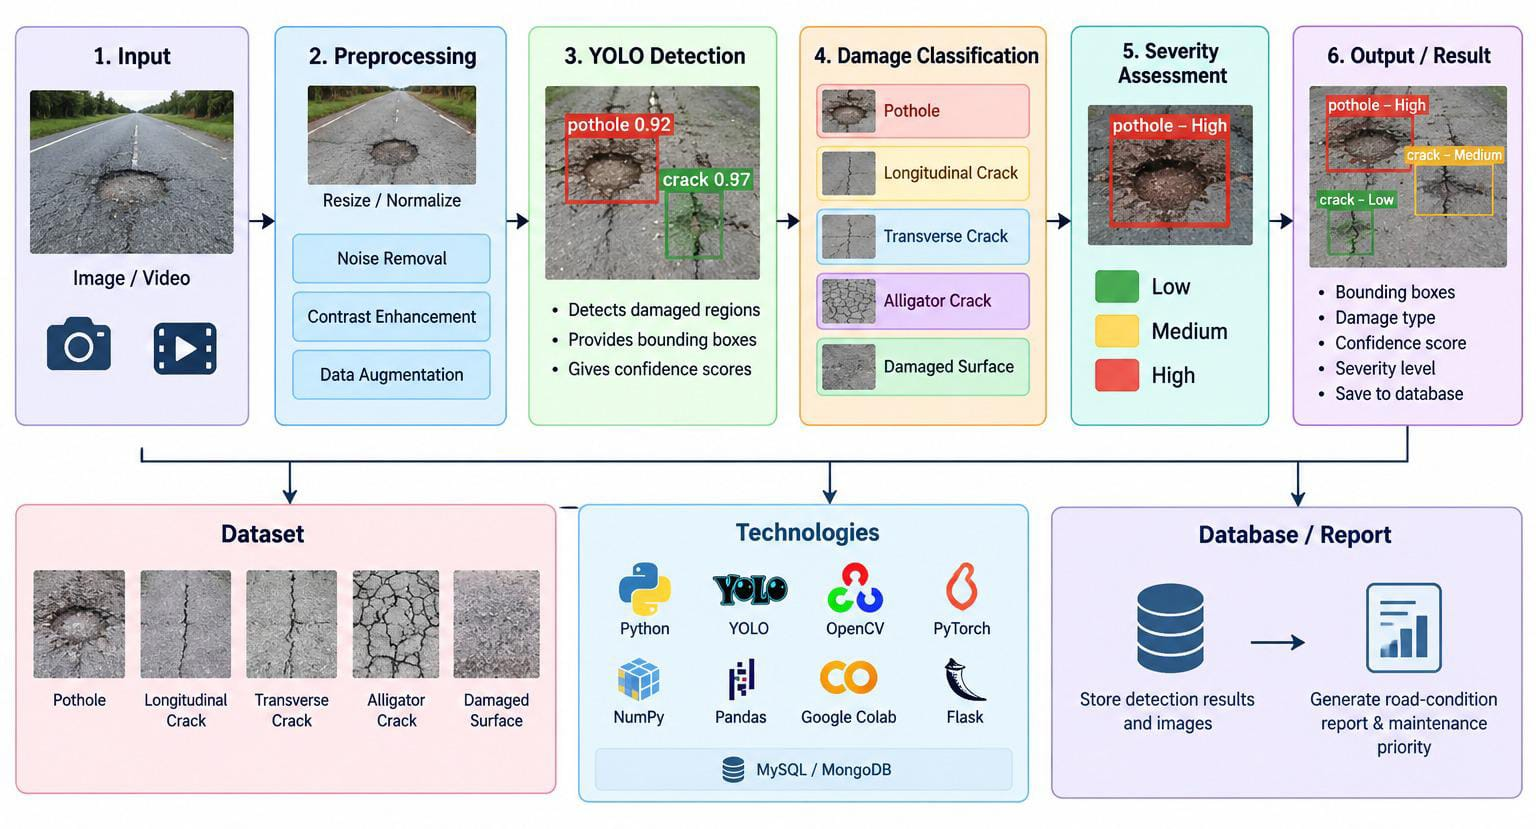 1. Input
Image / Video
2. Preprocessing
Resize / Normalize
Noise Removal
Contrast Enhancement
Data Augmentation
3. YOLO Detection
pothole 0.92
crack 0.97
• Detects damaged regions
• Provides bounding boxes
• Gives confidence scores
4. Damage Classification
Pothole
Longitudinal Crack
Transverse Crack
Alligator Crack
Damaged Surface
5. Severity
Assessment
pothole – High
Low
Medium
High
6. Output / Result
pothole – High
crack – Medium
crack – Low
• Bounding boxes
• Damage type
• Confidence score
• Severity level
• Save to database
Dataset
Pothole
Longitudinal
Crack
Transverse
Crack
Alligator
Crack
Damaged
Surface
Technologies
YOLO
Python
YOLO
OpenCV
PyTorch
NumPy
Pandas
Google Colab
Flask
MySQL / MongoDB
Database / Report
Store detection results
and images
Generate road-condition
report & maintenance
priority